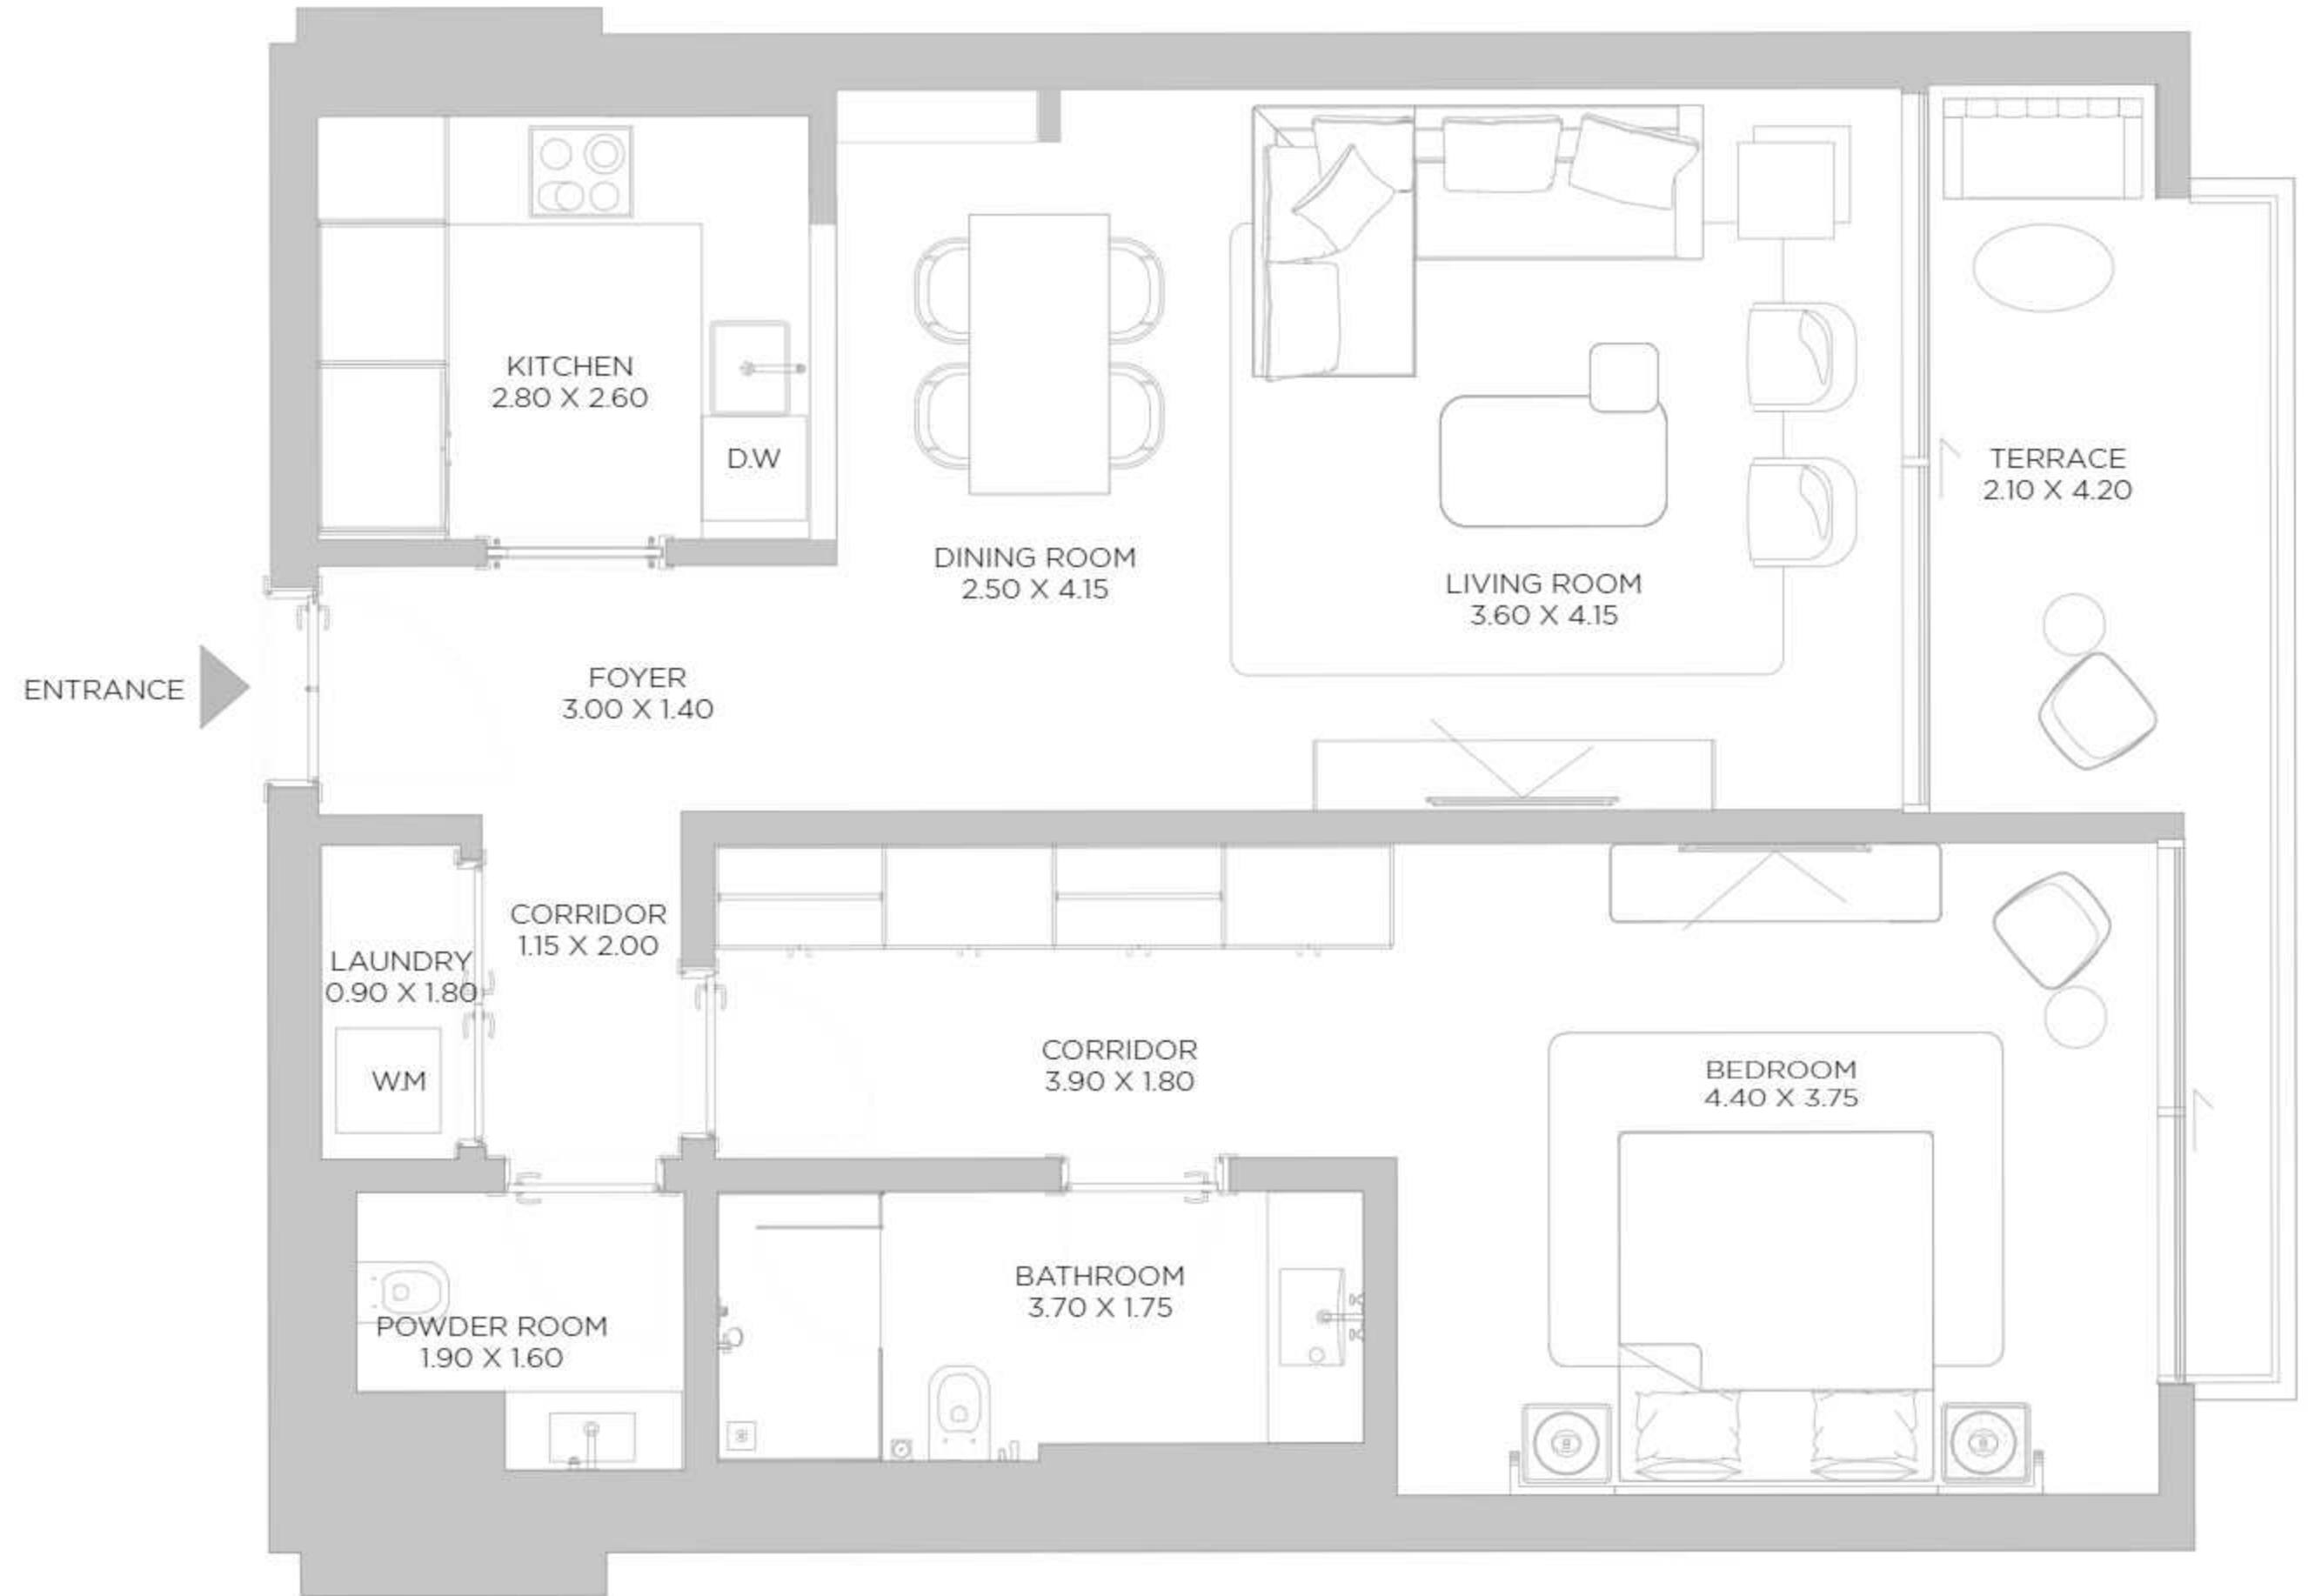 KITCHEN
2.80 X 2.60
D.W
TERRACE
2.10 X 4.20
DINING ROOM
2.50 X 4.15
LIVING ROOM
3.60 X 4.15
ENTRANCE
FOYER
3.00 X 1.40
CORRIDOR
1.15 X 2.00
LAUNDRY
0.90 X 1.80
W.M
CORRIDOR
3.90 X 1.80
BEDROOM
4.40 X 3.75
BATHROOM
3.70 X 1.75
POWDER ROOM
1.90 X 1.60